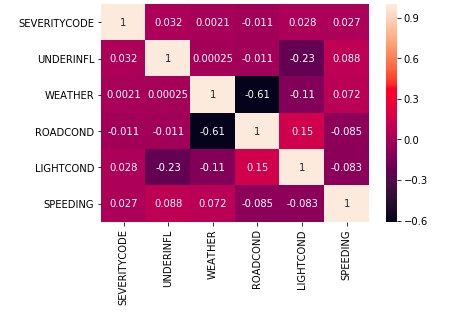 SEVERITYCODE 1 0.032 0.0021 -0.011 0.028 0.027
UNDERINFL 0.032 1 0.00025 -0.011 -0.23 0.088
WEATHER 0.0021 0.00025 1 -0.61 -0.11 0.072
ROADCOND -0.011 -0.011 -0.61 1 0.15 -0.085
LIGHTCOND 0.028 -0.23 -0.11 0.15 1 -0.083
SPEEDING 0.027 0.088 0.072 -0.085 -0.083 1
SEVERITYCODE
UNDERINFL
WEATHER
ROADCOND
LIGHTCOND
SPEEDING
0.9
0.6
0.3
0.0
−0.3
−0.6